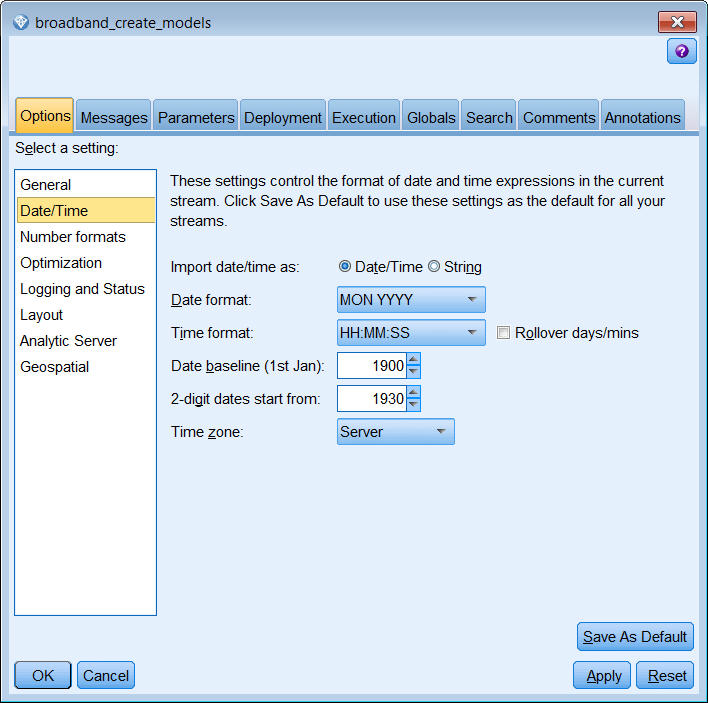 broadband_create_models
Options Messages Parameters Deployment Execution Globals Search Comments Annotations
Select a setting:
General
Date/Time
Number formats
Optimization
Logging and Status
Layout
Analytic Server
Geospatial
These settings control the format of date and time expressions in the current
stream. Click Save As Default to use these settings as the default for all your
streams.
Import date/time as: Date/Time String
Date format: MON YYYY
Time format: HH:MM:SS Rollover days/mins
Date baseline (1st Jan): 1900
2-digit dates start from: 1930
Time zone: Server
Save As Default
OK Cancel Apply Reset